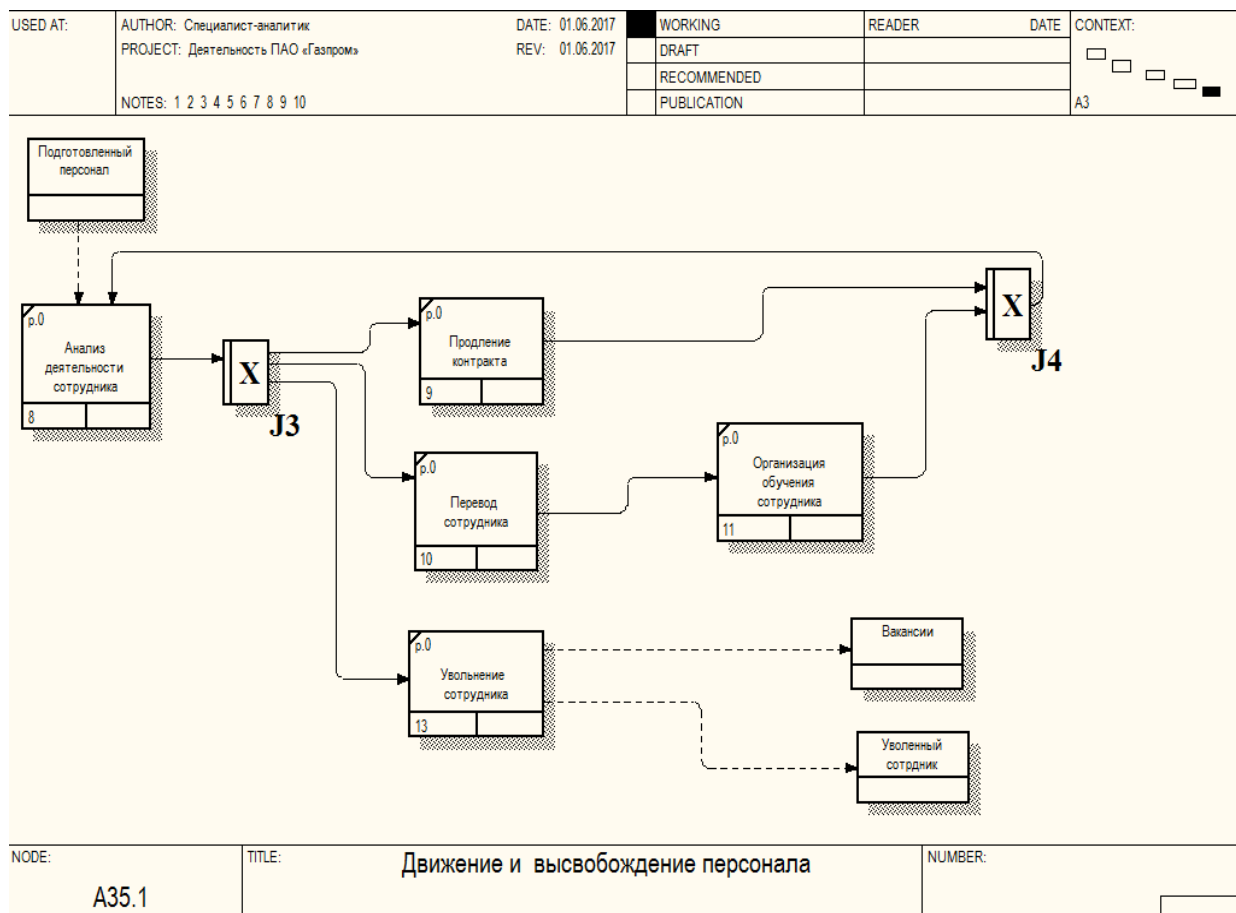 USED AT:
AUTHOR: Специалист-аналитик
DATE: 01.06.2017
PROJECT: Деятельность ПАО «Газпром»
REV: 01.06.2017
NOTES: 1 2 3 4 5 6 7 8 9 10
WORKING
DRAFT
RECOMMENDED
PUBLICATION
READER
DATE
CONTEXT:
A3
Подготовленный
персонал
р.0
Анализ
деятельности
сотрудника
8
X
J3
р.0
Продление
контракта
9
X
J4
р.0
Перевод
сотрудника
10
р.0
Организация
обучения
сотрудника
11
р.0
Увольнение
сотрудника
13
Вакансии
Уволенный
сотрдник
NODE:
A35.1
TITLE:
Движение и высвобождение персонала
NUMBER: